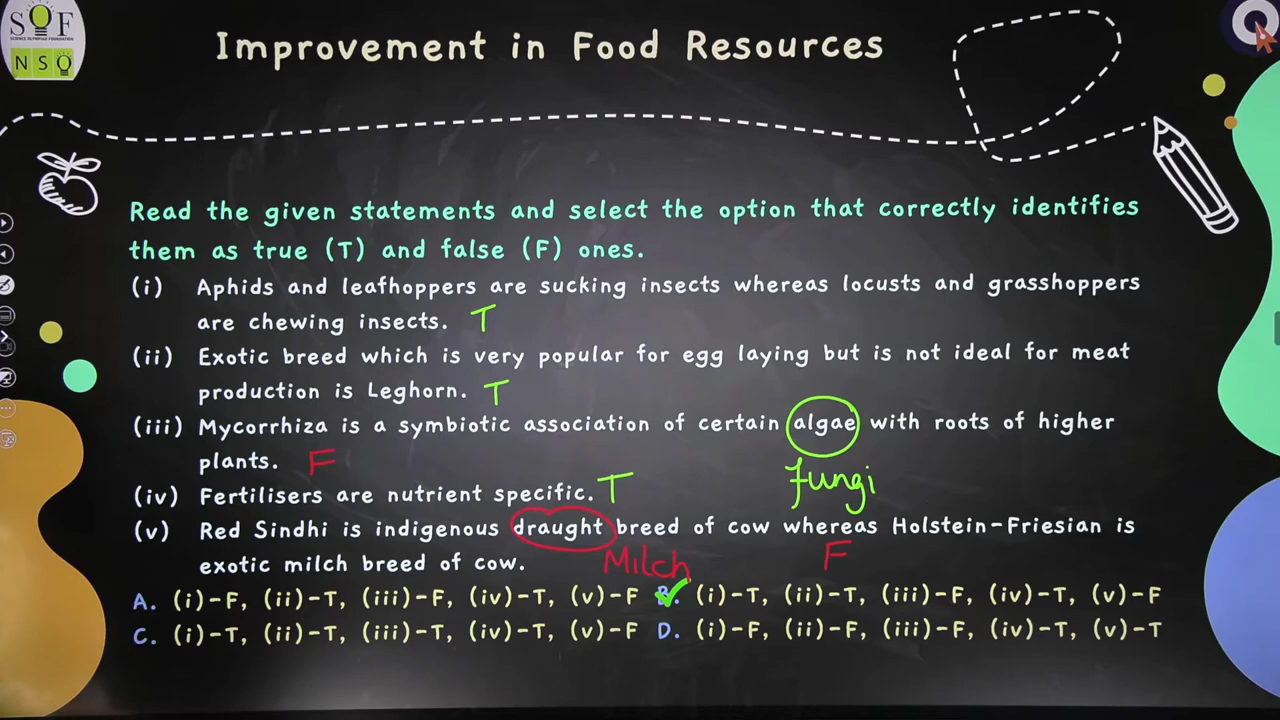 SOF
SCIENCE OLYMPIAD FOUNDATION
NSO
Improvement in Food Resources
Read the given statements and select the option that correctly identifies
them as true (T) and false (F) ones.
(i) Aphids and leafhoppers are sucking insects whereas locusts and grasshoppers
are chewing insects. T
(ii) Exotic breed which is very popular for egg laying but is not ideal for meat
production is Leghorn. T
(iii) Mycorrhiza is a symbiotic association of certain algae with roots of higher
plants. F
fungi
(iv) Fertilisers are nutrient specific. T
(v) Red Sindhi is indigenous draught breed of cow whereas Holstein-Friesian is
exotic milch breed of cow. Milch F
A. (i)-F, (ii)-T, (iii)-F, (iv)-T, (v)-F B. (i)-T, (ii)-T, (iii)-F, (iv)-T, (v)-F
C. (i)-T, (ii)-T, (iii)-T, (iv)-T, (v)-F D. (i)-F, (ii)-F, (iii)-F, (iv)-T, (v)-T